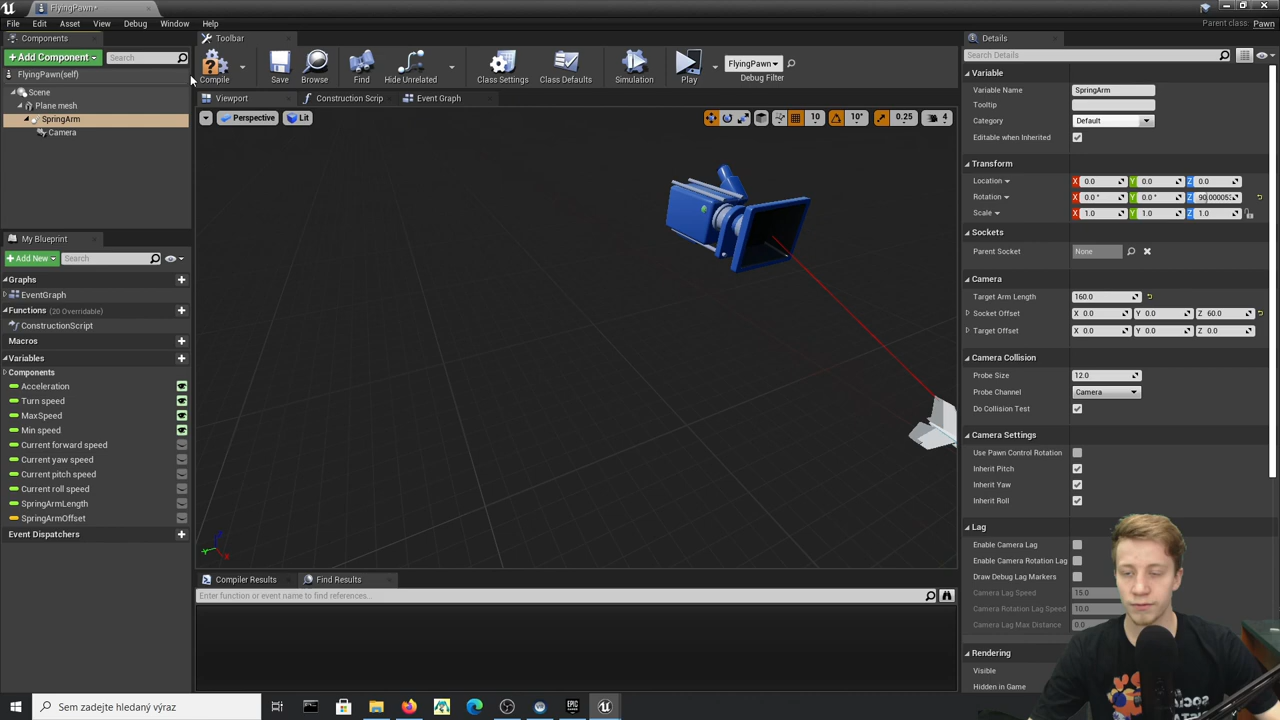 FlyingPawn*
File Edit Asset View Debug Window Help
Parent class: Pawn
Components
Toolbar
Details
+ Add Component
Search
Compile
Save
Browse
Find
Hide Unrelated
Class Settings
Class Defaults
Simulation
Play
FlyingPawn
Debug Filter
Search Details
FlyingPawn(self)
Scene
Plane mesh
SpringArm
Camera
Viewport
Construction Scrip
Event Graph
Perspective
Lit
10
10°
0.25
4
Variable
Variable Name SpringArm
Tooltip
Category Default
Editable when Inherited
Transform
Location X 0.0 Y 0.0 Z 0.0
Rotation X 0.0 ° Y 0.0 ° Z
Scale X 1.0 Y 1.0 Z 1.0
Sockets
Parent Socket None
Camera
Target Arm Length 160.0
Socket Offset X 0.0 Y 0.0 Z 60.0
Target Offset X 0.0 Y 0.0 Z 0.0
Camera Collision
Probe Size 12.0
Probe Channel Camera
Do Collision Test
Camera Settings
Use Pawn Control Rotation
Inherit Pitch
Inherit Yaw
Inherit Roll
Lag
Enable Camera Lag
Enable Camera Rotation Lag
Draw Debug Lag Markers
Camera Lag Speed 15.0
Camera Rotation Lag Speed 10.0
Camera Lag Max Distance 0.0
Rendering
Visible
Hidden in Game
My Blueprint
+ Add New
Search
Graphs
EventGraph
Functions (20 Overridable)
ConstructionScript
Macros
Variables
Components
Acceleration
Turn speed
MaxSpeed
Min speed
Current forward speed
Current yaw speed
Current pitch speed
Current roll speed
SpringArmLength
SpringArmOffset
Event Dispatchers
Compiler Results
Find Results
Enter function or event name to find references...
Sem zadejte hledaný výraz